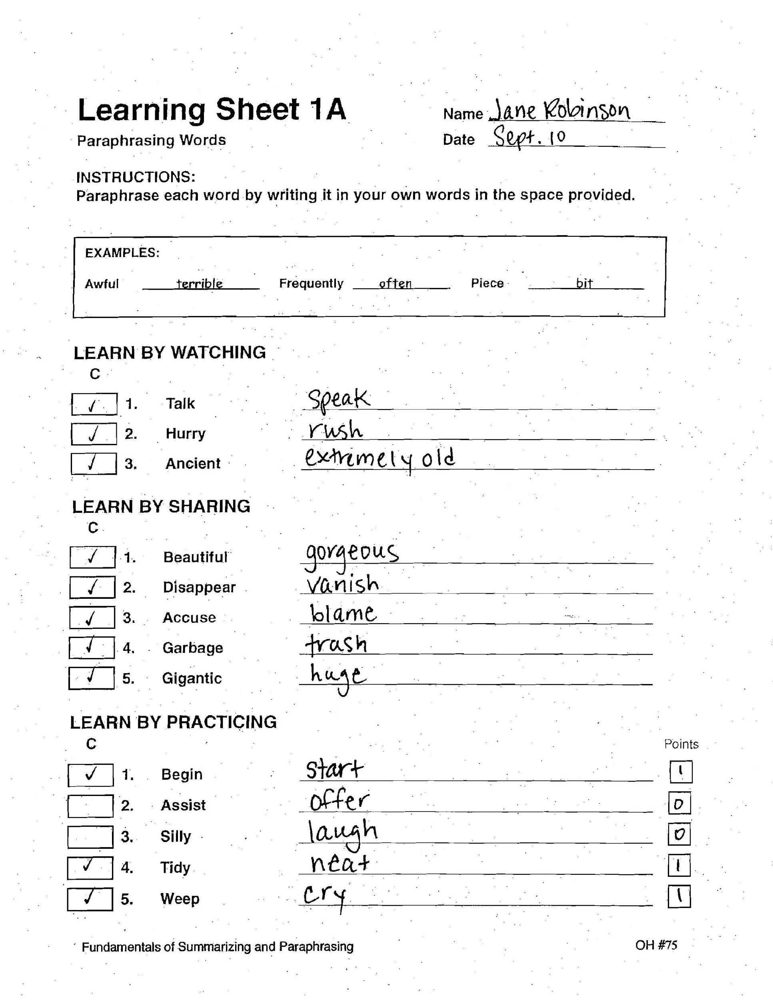 Learning Sheet 1A
Name Jane Robinson
Paraphrasing Words
Date Sept. 10
INSTRUCTIONS:
Paraphrase each word by writing it in your own words in the space provided.
EXAMPLES:
Awful terrible Frequently often Piece bit
LEARN BY WATCHING
C
✓ 1. Talk speak
✓ 2. Hurry rush
✓ 3. Ancient extremely old
LEARN BY SHARING
C
✓ 1. Beautiful gorgeous
✓ 2. Disappear vanish
✓ 3. Accuse blame
✓ 4. Garbage trash
✓ 5. Gigantic huge
LEARN BY PRACTICING
C Points
✓ 1. Begin start 1
2. Assist offer 0
3. Silly laugh 0
✓ 4. Tidy neat 1
✓ 5. Weep cry 1
Fundamentals of Summarizing and Paraphrasing OH #75